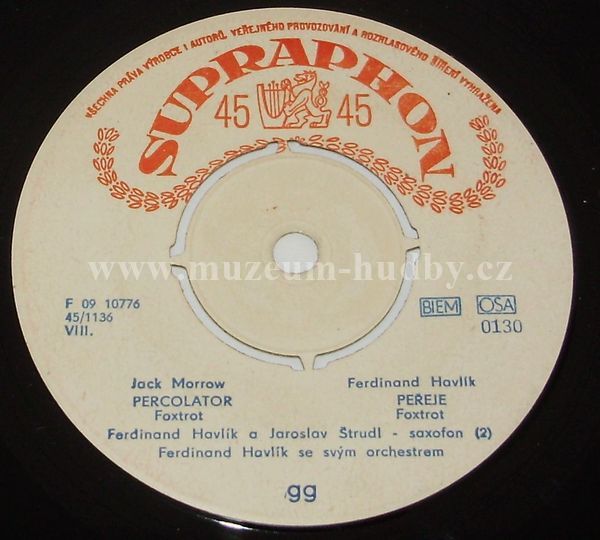 VŠECHNA PRÁVA VÝROBCE I AUTORŮ, VEŘEJNÉHO PROVOZOVÁNÍ A ROZHLASOVÉHO ŠÍŘENÍ VYHRAŽENA
SUPRAPHON
45 45
www.muzeum-hudby.cz
F 09 10776
45/1136
VIII.
BIEM OSA
0130
Jack Morrow
PERCOLATOR
Foxtrot
Ferdinand Havlík
PEŘEJE
Foxtrot
Ferdinand Havlík a Jaroslav Štrudl - saxofon (2)
Ferdinand Havlík se svým orchestrem
gg